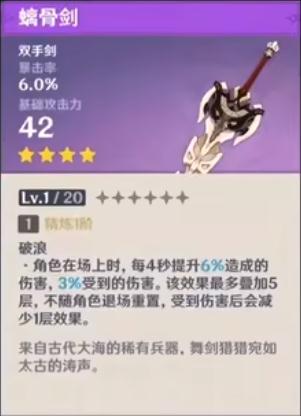 螭骨剑
双手剑
暴击率
6.0%
基础攻击力
42
Lv.1 / 20
1 精炼1阶
破浪
·角色在场上时，每4秒提升6%造成的
伤害，3%受到的伤害。该效果最多叠加5
层，不随角色退场重置，受到伤害后会减
少1层效果。
来自古代大海的稀有兵器，舞剑猎猎宛如
太古的涛声。